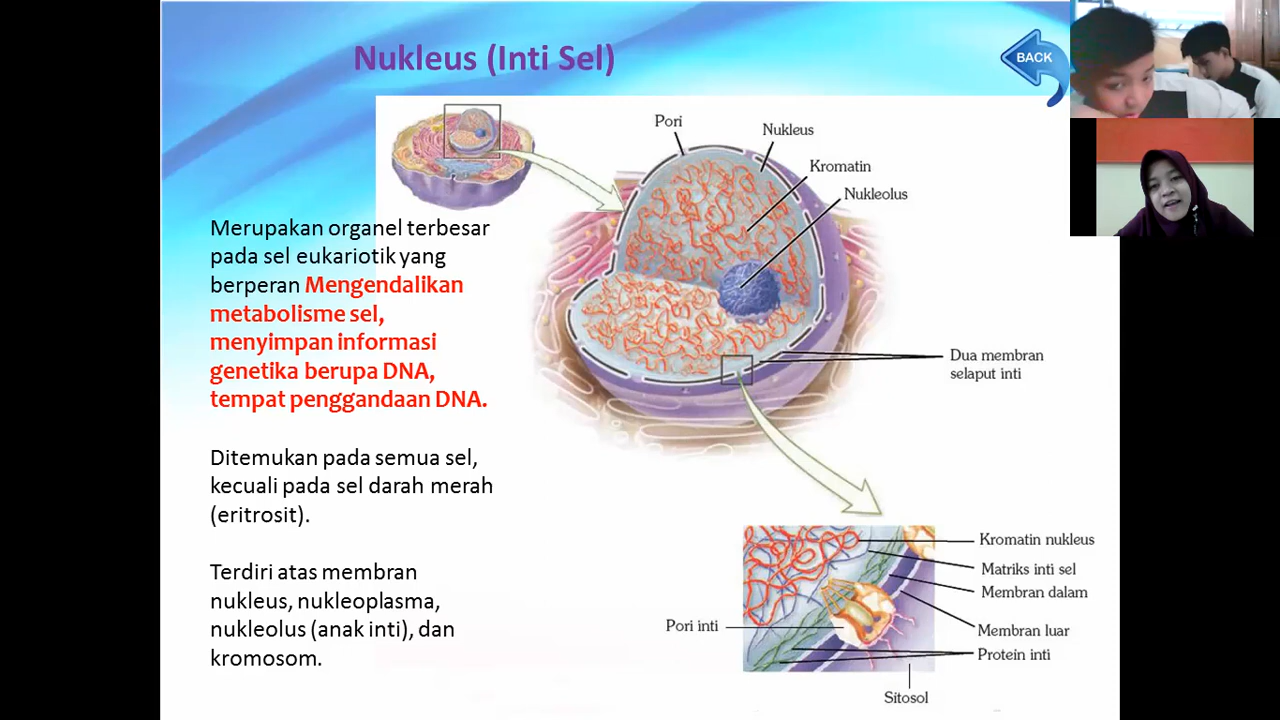 Nukleus (Inti Sel)
BACK
Pori
Nukleus
Kromatin
Nukleolus
Merupakan organel terbesar
pada sel eukariotik yang
berperan Mengendalikan
metabolisme sel,
menyimpan informasi
genetika berupa DNA,
tempat penggandaan DNA.
Dua membran
selaput inti
Ditemukan pada semua sel,
kecuali pada sel darah merah
(eritrosit).
Terdiri atas membran
nukleus, nukleoplasma,
nukleolus (anak inti), dan
kromosom.
Kromatin nukleus
Matriks inti sel
Membran dalam
Pori inti
Membran luar
Protein inti
Sitosol